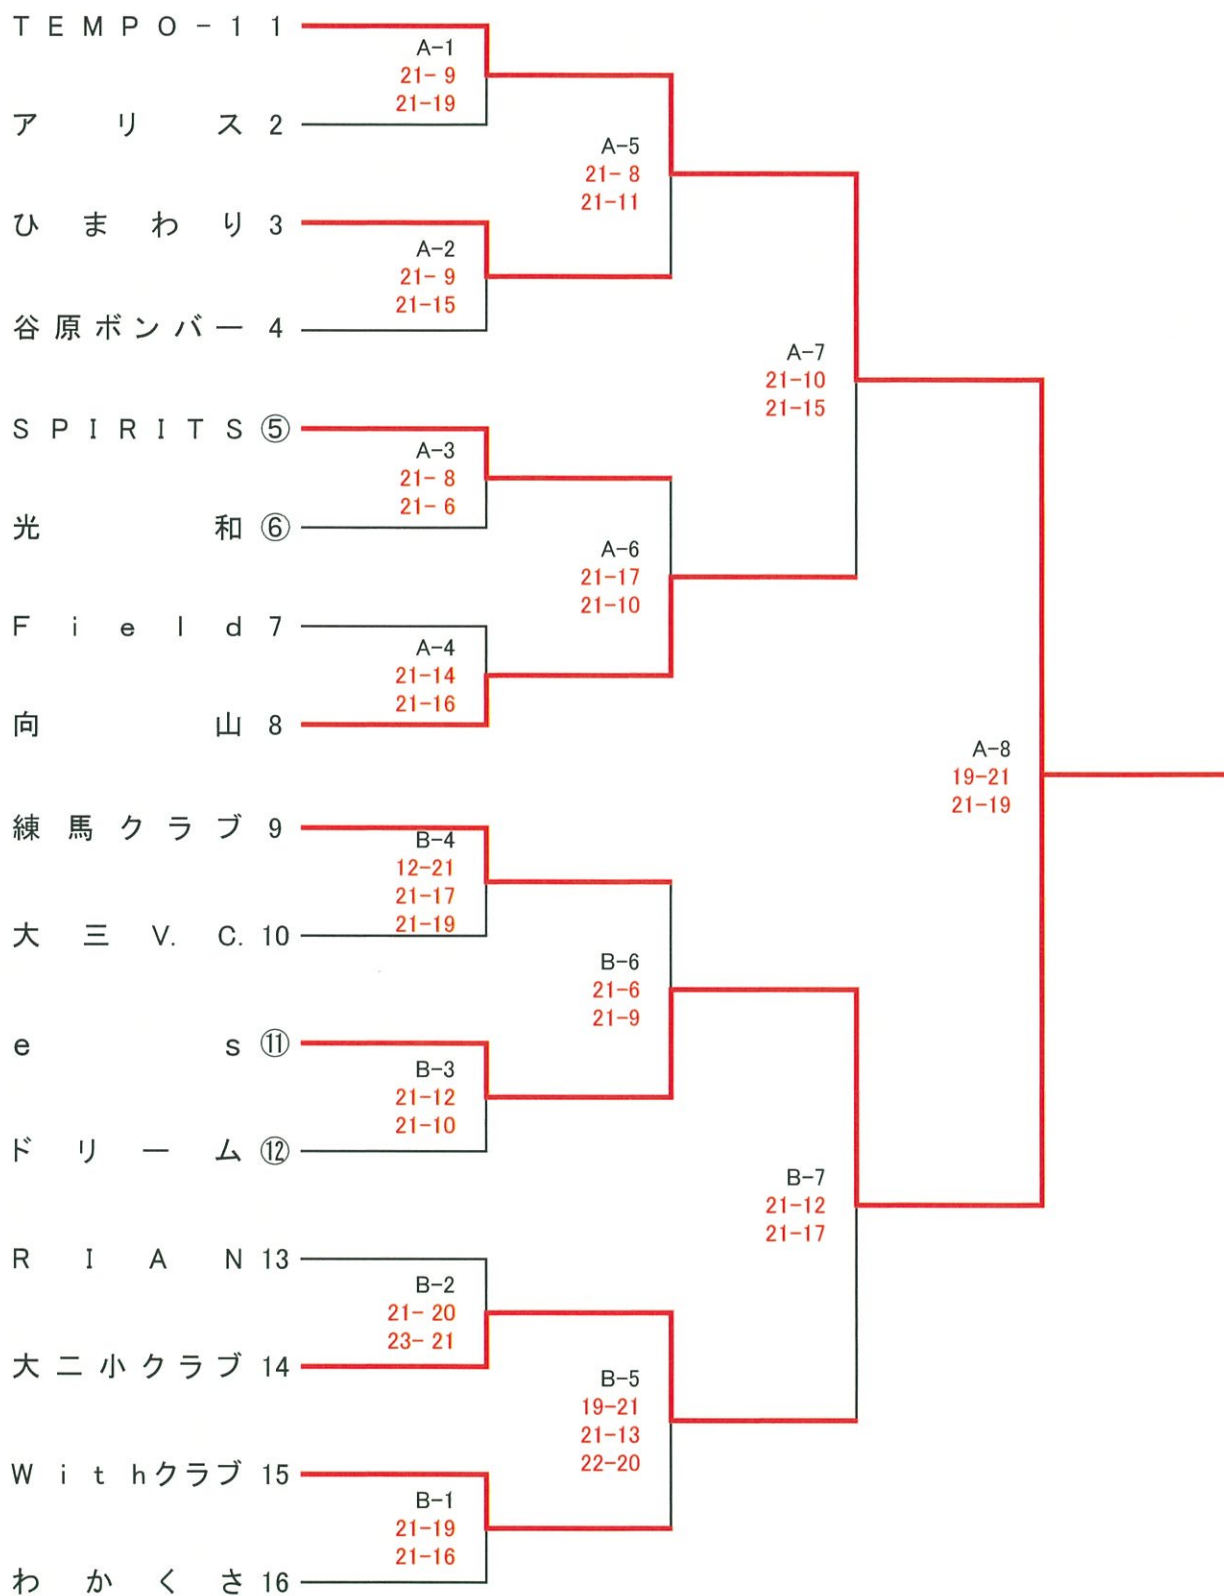 TEMPO-1 1
A-1
21- 9
21-19
アリス 2
A-5
21- 8
21-11
ひまわり 3
A-2
21- 9
21-15
谷原ボンバー 4
A-7
21-10
21-15
SPIRITS ⑤
A-3
21- 8
21- 6
光和 ⑥
A-6
21-17
21-10
Field 7
A-4
21-14
21-16
向山 8
A-8
19-21
21-19
練馬クラブ 9
B-4
12-21
21-17
21-19
大三V.C. 10
B-6
21-6
21-9
es ⑪
B-3
21-12
21-10
ドリーム ⑫
B-7
21-12
21-17
RIAN 13
B-2
21- 20
23- 21
大二小クラブ 14
B-5
19-21
21-13
22-20
Withクラブ 15
B-1
21-19
21-16
わかくさ 16